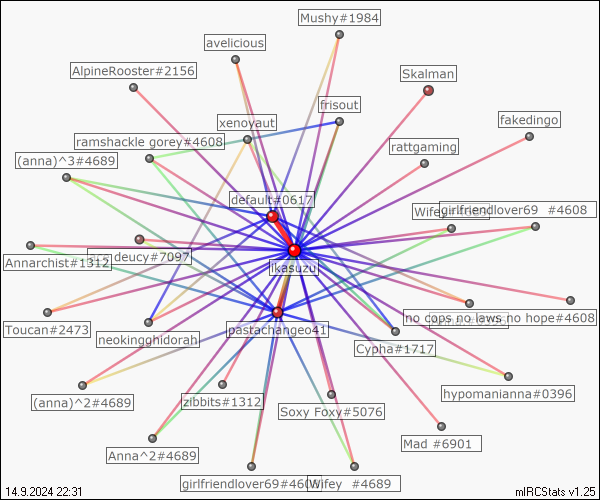 Mushy#1984
avelicious
AlpineRooster#2156
Skalman
frisout
xenoyaut
fakedingo
ramshackle gorey#4608
rattgaming
(anna)^3#4689
default#0617
Wifey
girlfriendlover69 #4608
deucy#7097
Annarchist#1312
[ikasuzu]
no cops no laws no hope#4608
Toucan#2473
pastachangeo41
neokingghidorah
Cypha#1717
hypomanianna#0396
(anna)^2#4689
zibbits#1312
Soxy Foxy#5076
Mad #6901
Anna^2#4689
girlfriendlover69#460
Wifey #4689
14.9.2024 22:31
mIRCStats v1.25